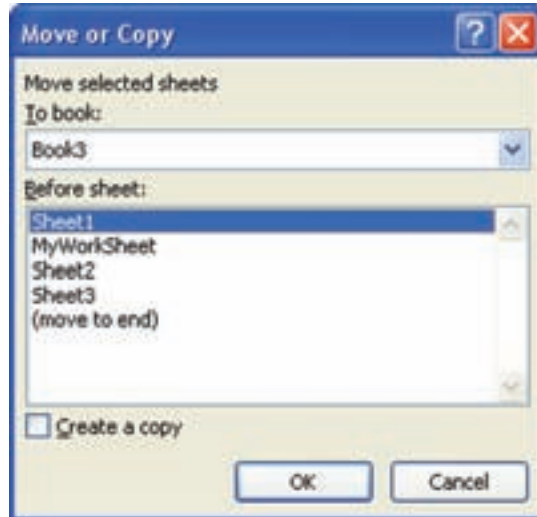 Move or Copy
Move selected sheets
To book:
Book3
Before sheet:
Sheet1
MyWorkSheet
Sheet2
Sheet3
(move to end)
Create a copy
OK Cancel